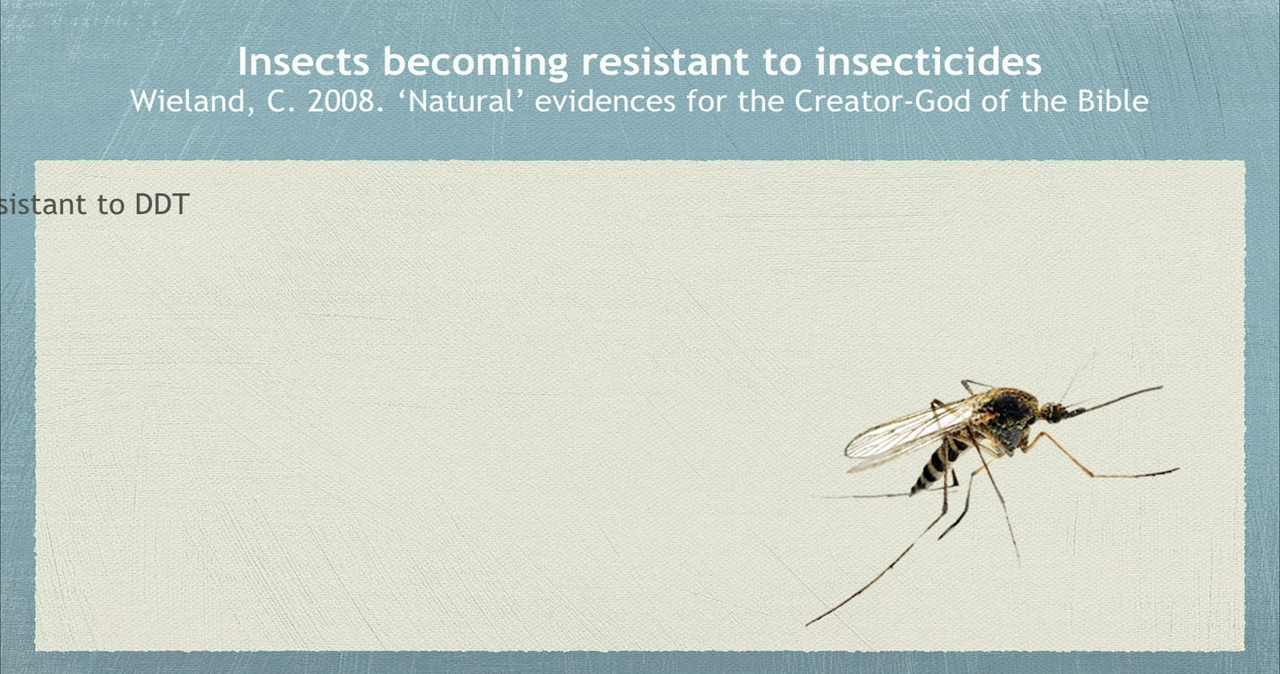 Insects becoming resistant to insecticides
Wieland, C. 2008. ‘Natural’ evidences for the Creator-God of the Bible
sistant to DDT